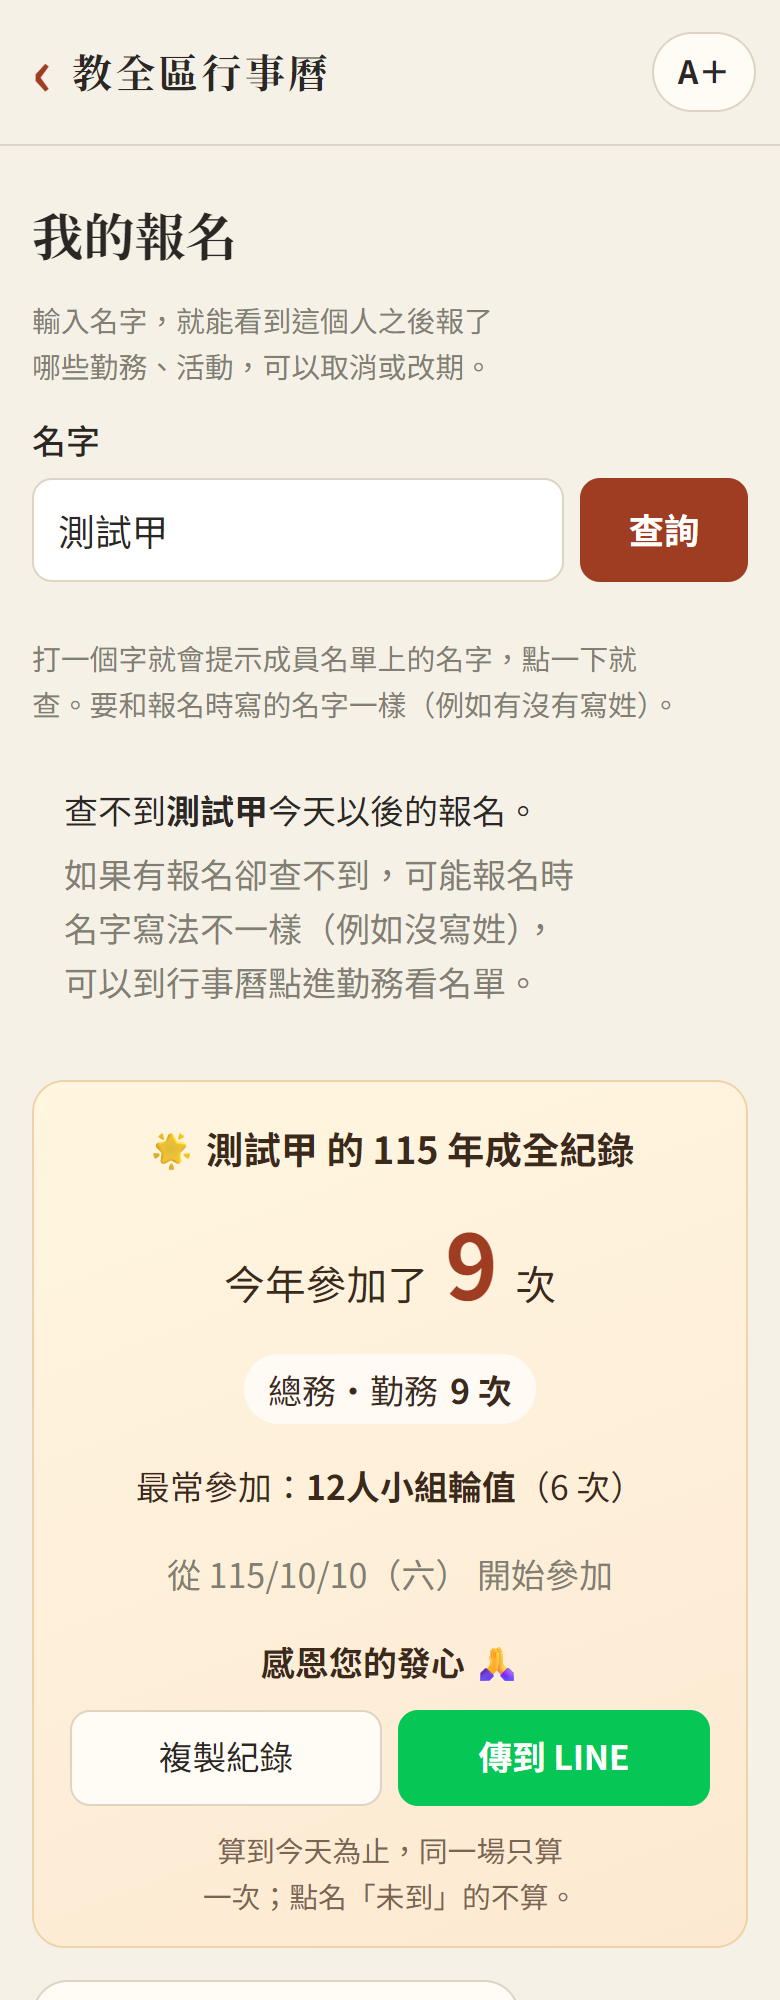 ‹ 教全區行事曆
A＋
我的報名
輸入名字，就能看到這個人之後報了
哪些勤務、活動，可以取消或改期。
名字
測試甲
查詢
打一個字就會提示成員名單上的名字，點一下就
查。要和報名時寫的名字一樣（例如有沒有寫姓）。
查不到測試甲今天以後的報名。
如果有報名卻查不到，可能報名時
名字寫法不一樣（例如沒寫姓），
可以到行事曆點進勤務看名單。
🌟 測試甲 的 115 年成全紀錄
今年參加了 9 次
總務・勤務 9 次
最常參加：12人小組輪值（6 次）
從 115/10/10（六） 開始參加
感恩您的發心 🙏
複製紀錄
傳到 LINE
算到今天為止，同一場只算
一次；點名「未到」的不算。